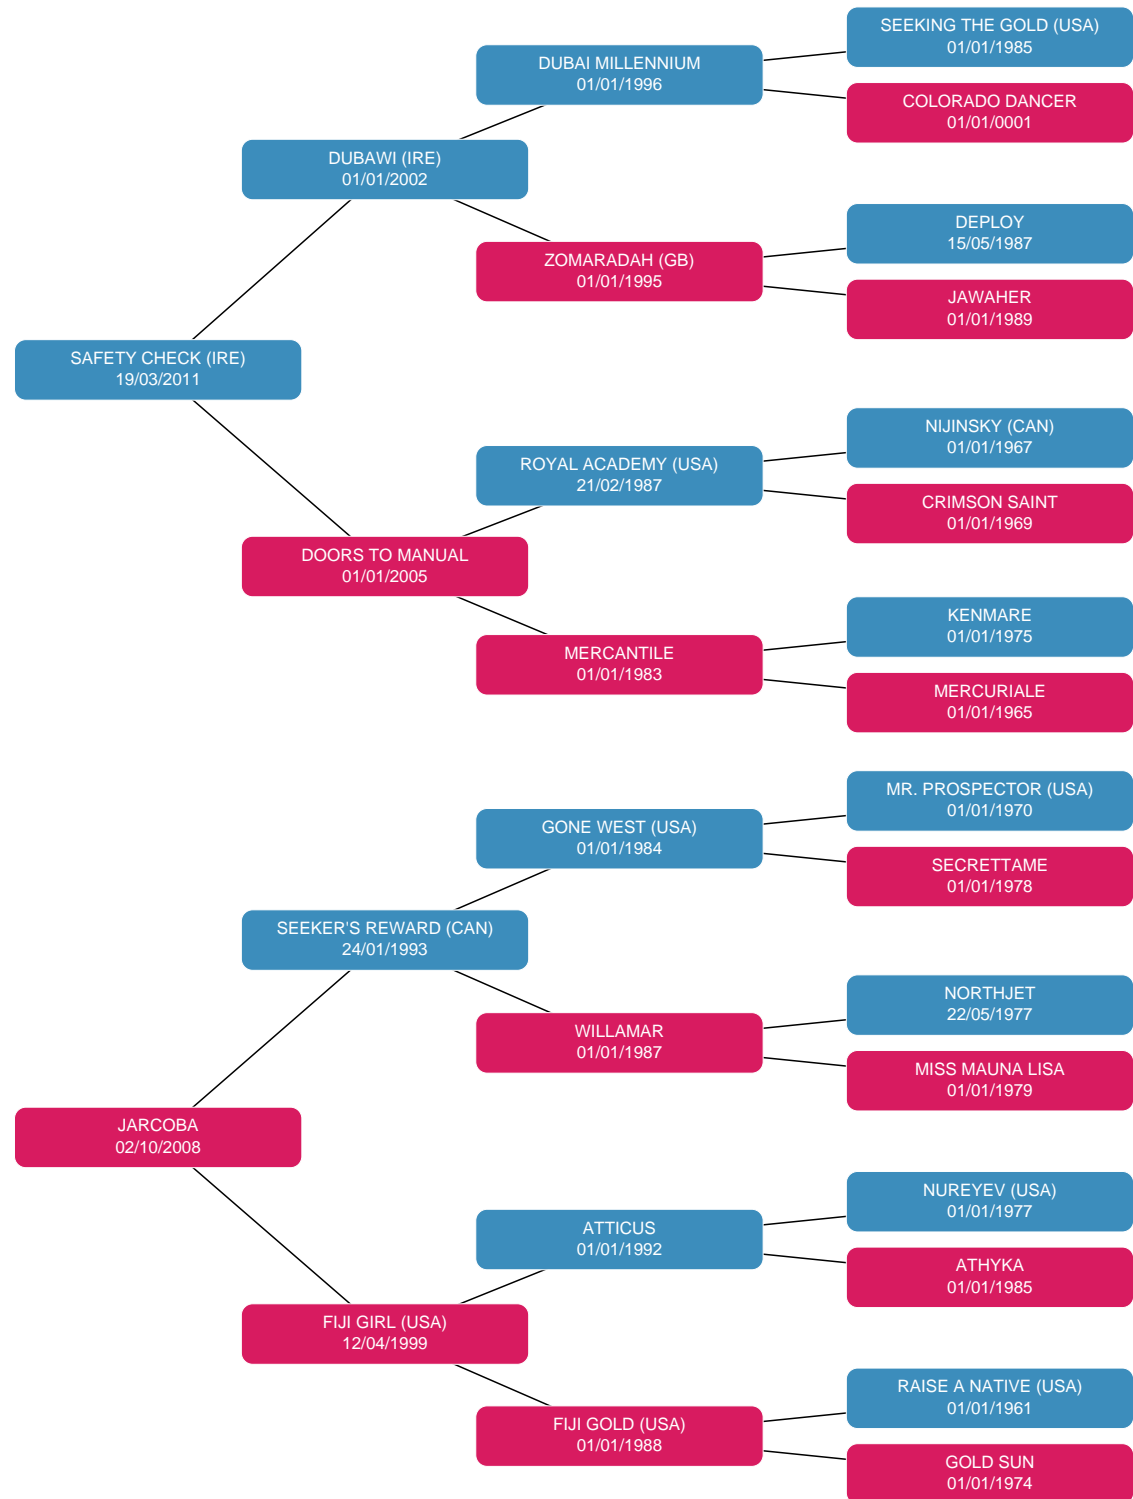 SEEKING THE GOLD (USA)
01/01/1985
DUBAI MILLENNIUM
01/01/1996
COLORADO DANCER
01/01/0001
DUBAWI (IRE)
01/01/2002
DEPLOY
15/05/1987
ZOMARADAH (GB)
01/01/1995
JAWAHER
01/01/1989
SAFETY CHECK (IRE)
19/03/2011
NIJINSKY (CAN)
01/01/1967
ROYAL ACADEMY (USA)
21/02/1987
CRIMSON SAINT
01/01/1969
DOORS TO MANUAL
01/01/2005
KENMARE
01/01/1975
MERCANTILE
01/01/1983
MERCURIALE
01/01/1965
MR. PROSPECTOR (USA)
01/01/1970
GONE WEST (USA)
01/01/1984
SECRETTAME
01/01/1978
SEEKER'S REWARD (CAN)
24/01/1993
NORTHJET
22/05/1977
WILLAMAR
01/01/1987
MISS MAUNA LISA
01/01/1979
JARCOBA
02/10/2008
NUREYEV (USA)
01/01/1977
ATTICUS
01/01/1992
ATHYKA
01/01/1985
FIJI GIRL (USA)
12/04/1999
RAISE A NATIVE (USA)
01/01/1961
FIJI GOLD (USA)
01/01/1988
GOLD SUN
01/01/1974